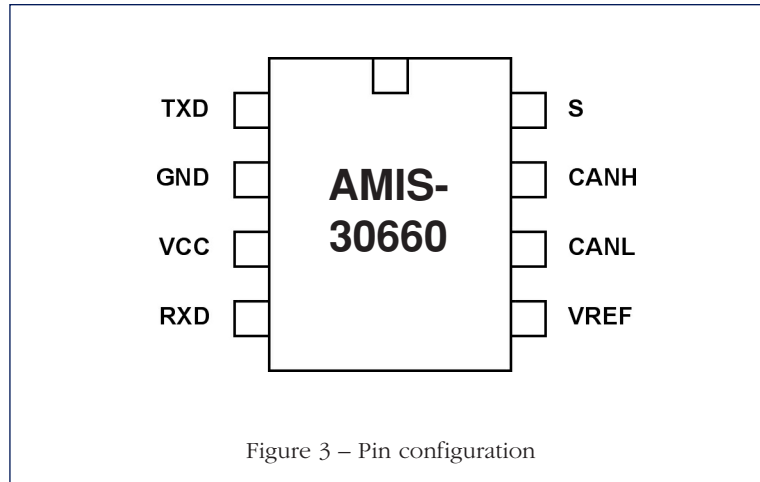 TXD
S
GND
CANH
AMIS-
30660
VCC
CANL
RXD
VREF
Figure 3 – Pin configuration